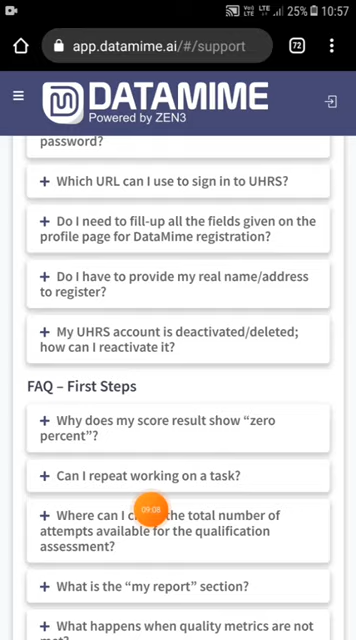 Vo) LTE LTE 25% 10:57
app.datamime.ai/#/support 72
DATAMIME
Powered by ZEN3
password?
+ Which URL can I use to sign in to UHRS?
+ Do I need to fill-up all the fields given on the
profile page for DataMime registration?
+ Do I have to provide my real name/address
to register?
+ My UHRS account is deactivated/deleted;
how can I reactivate it?
FAQ – First Steps
+ Why does my score result show “zero
percent”?
+ Can I repeat working on a task?
09:08
+ Where can I the total number of
attempts available for the qualification
assessment?
+ What is the “my report” section?
+ What happens when quality metrics are not